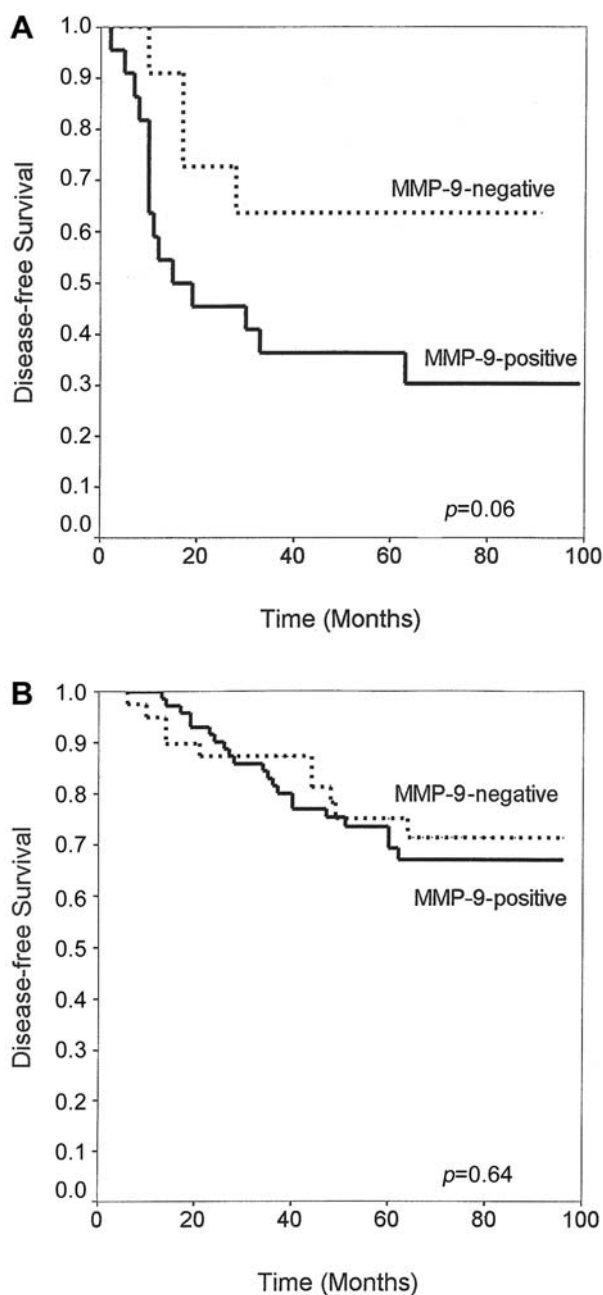 A
1.0
0.9
0.8
0.7
0.6
0.5
0.4
0.3
0.2
0.1
0.0
Disease-free Survival
MMP-9-negative
MMP-9-positive
p=0.06
0 20 40 60 80 100
Time (Months)
B
1.0
0.9
0.8
0.7
0.6
0.5
0.4
0.3
0.2
0.1
0.0
Disease-free Survival
MMP-9-negative
MMP-9-positive
p=0.64
0 20 40 60 80 100
Time (Months)